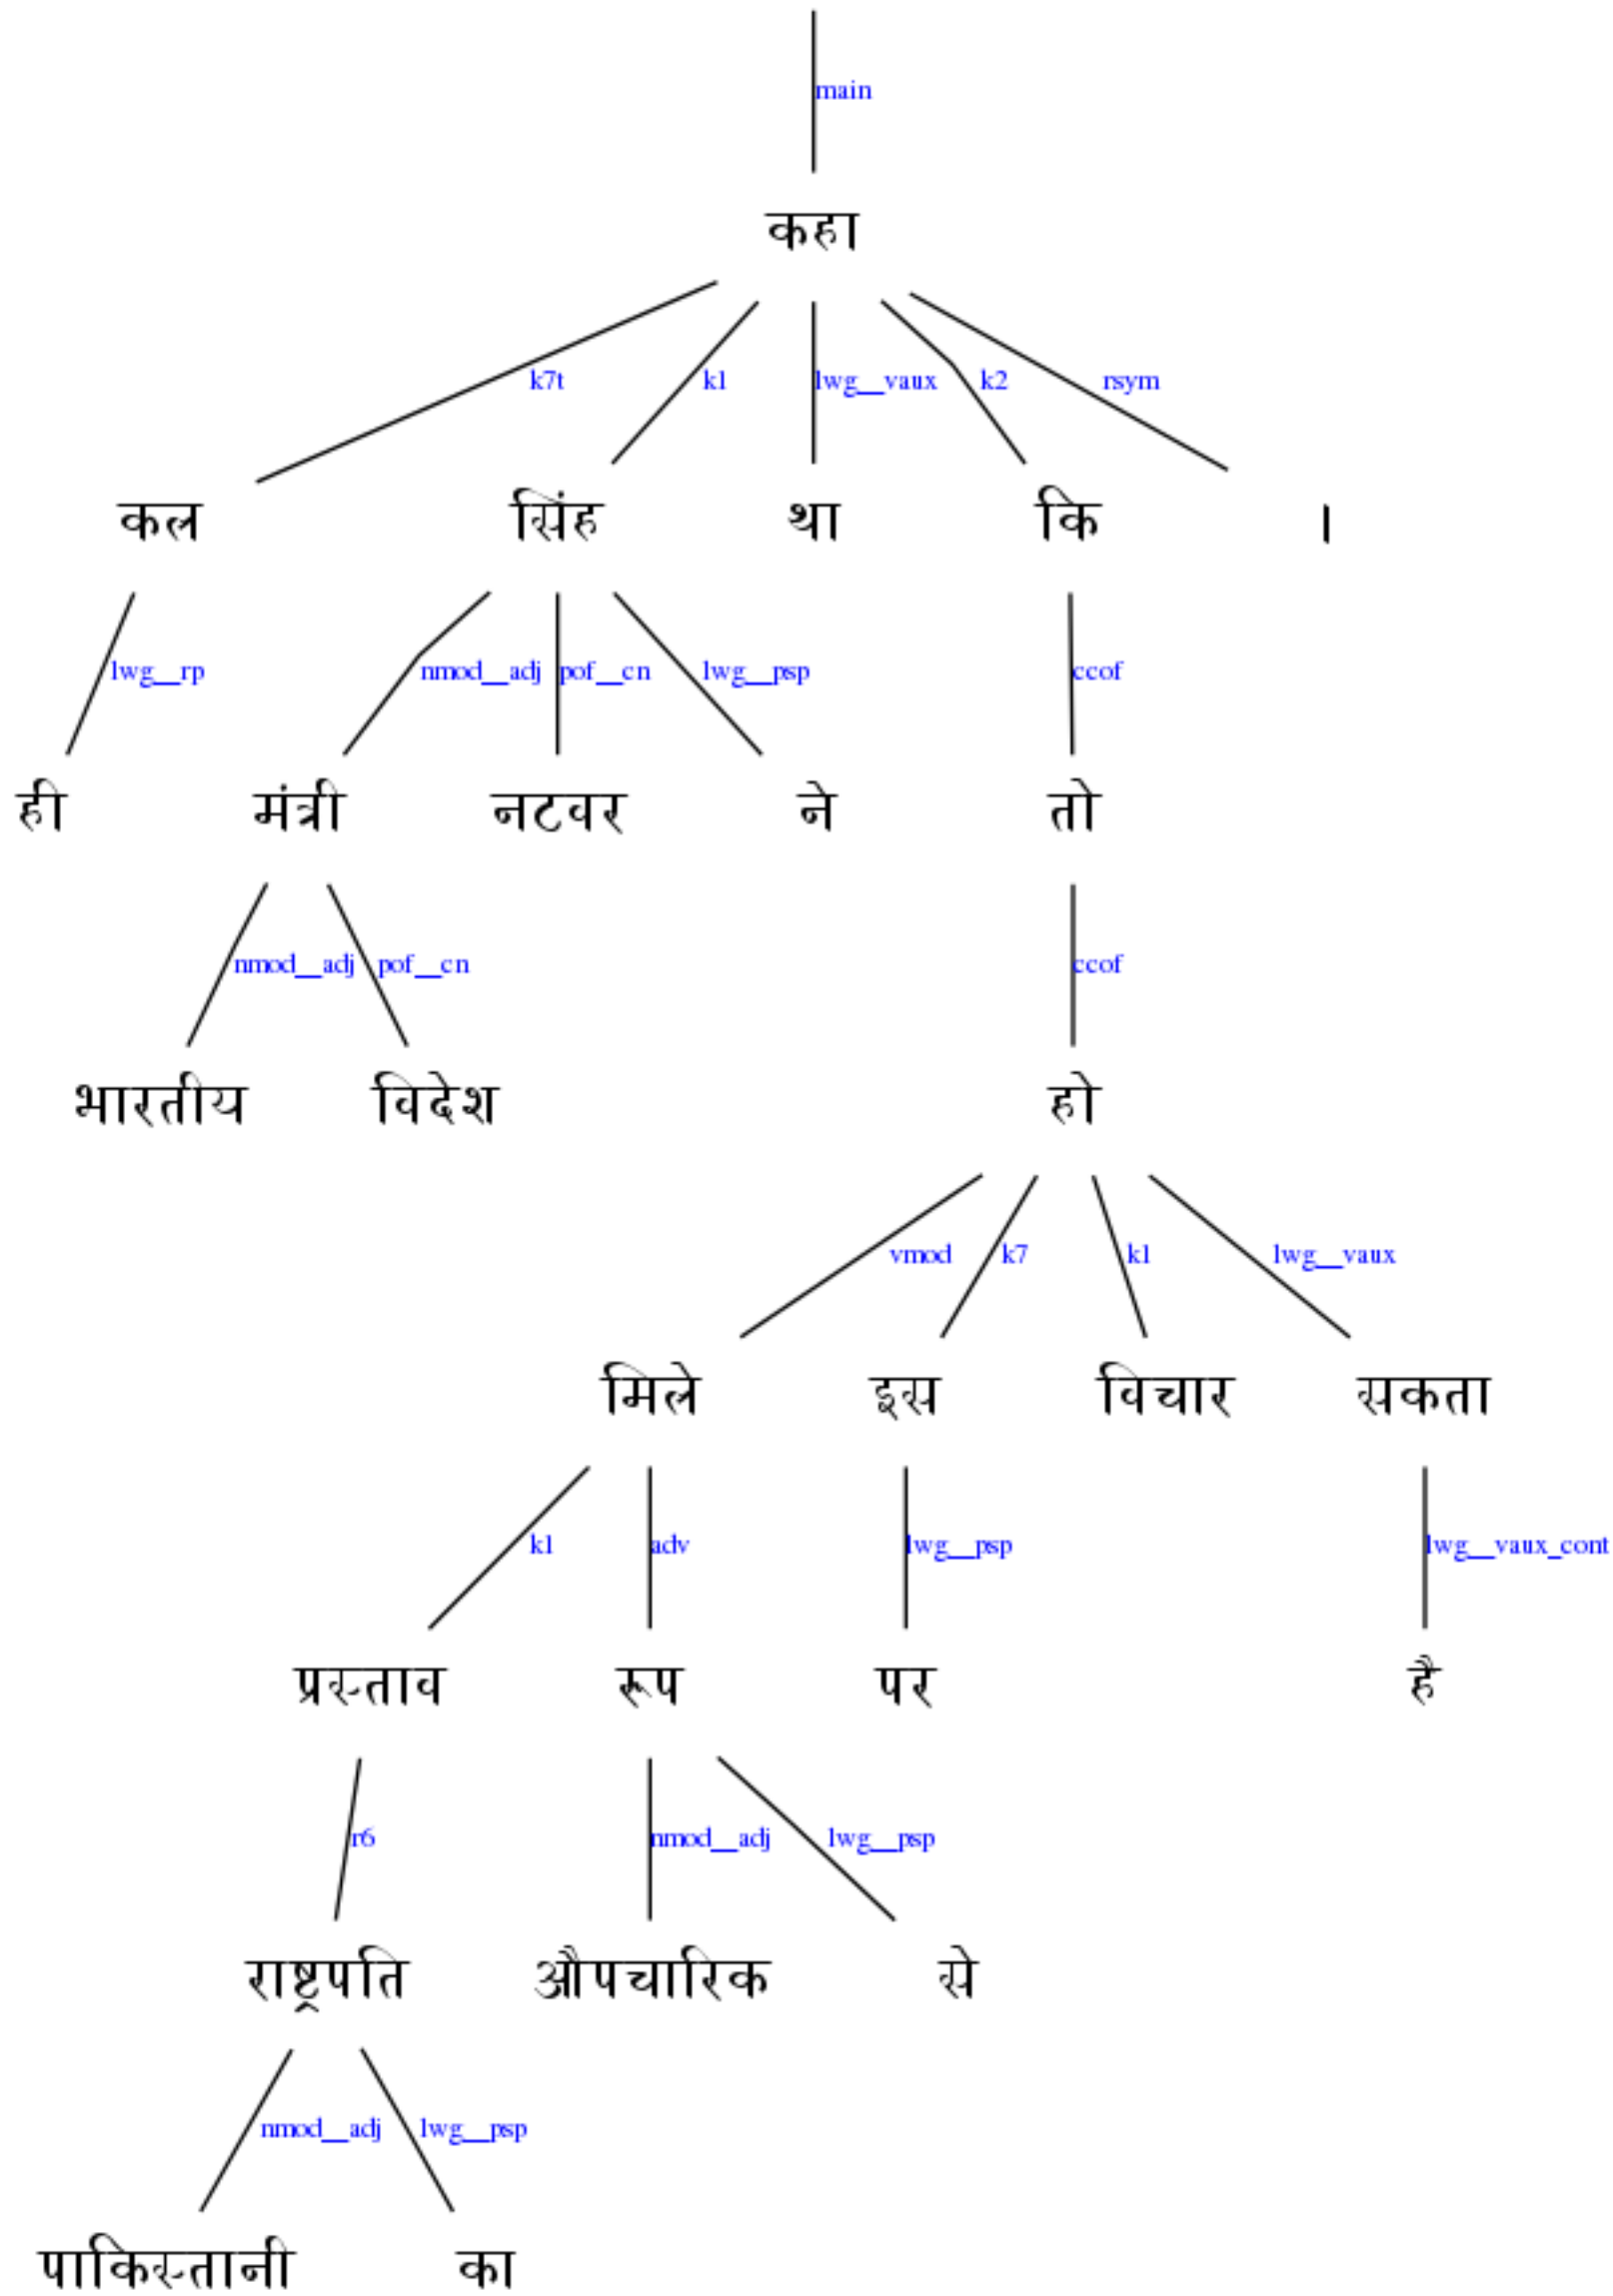 main
कहा
k7t k1 lwg__vaux k2 rsym
कल सिंह था कि ।
lwg__rp nmod__adj pof__cn lwg__psp ccof
ही मंत्री नटवर ने तो
nmod__adj pof__cn ccof
भारतीय विदेश हो
vmod k7 k1 lwg__vaux
मिले इस विचार सकता
k1 adv lwg__psp lwg__vaux_cont
प्रस्ताव रूप पर है
r6 nmod__adj lwg__psp
राष्ट्रपति औपचारिक से
nmod__adj lwg__psp
पाकिस्तानी का